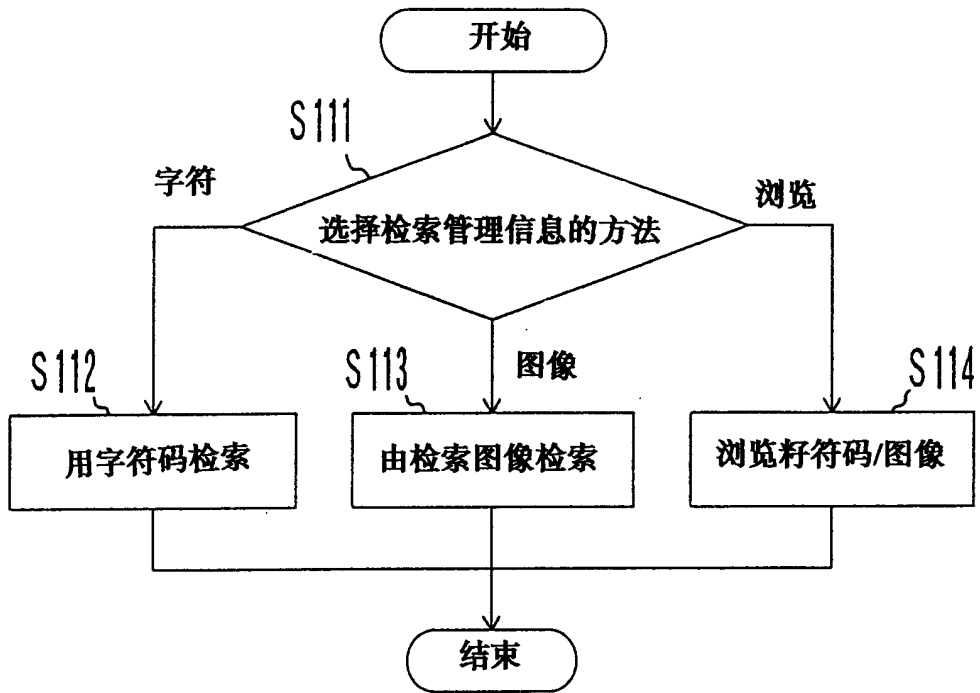 开始
S111
字符
浏览
选择检索管理信息的方法
S112
S113
图像
S114
用字符码检索
由检索图像检索
浏览籽符码/图像
结束